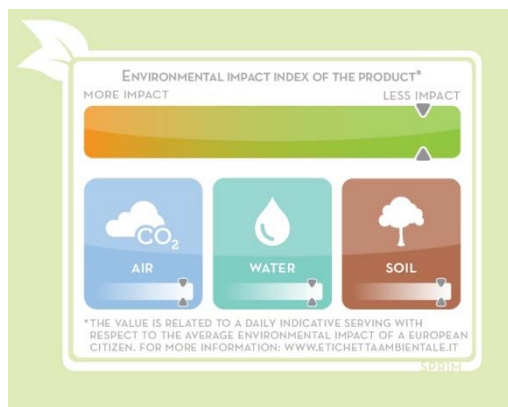 ENVIRONMENTAL IMPACT INDEX OF THE PRODUCT*
MORE IMPACT
LESS IMPACT
CO2
AIR
WATER
SOIL
*THE VALUE IS RELATED TO A DAILY INDICATIVE SERVING WITH
RESPECT TO THE AVERAGE ENVIRONMENTAL IMPACT OF A EUROPEAN
CITIZEN. FOR MORE INFORMATION: WWW.ETICHETTAAMBIENTALE.IT
SPRIM